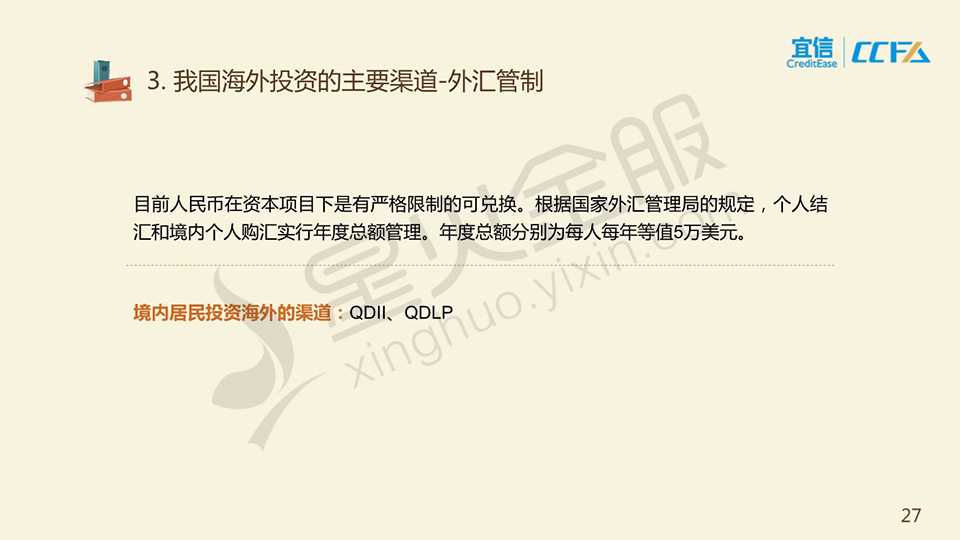 宜信
CreditEase
CCFA
3. 我国海外投资的主要渠道-外汇管制
目前人民币在资本项目下是有严格限制的可兑换。根据国家外汇管理局的规定，个人结
汇和境内个人购汇实行年度总额管理。年度总额分别为每人每年等值5万美元。
境内居民投资海外的渠道：QDII、QDLP
星火金服
xinghuo.yixin.com
27